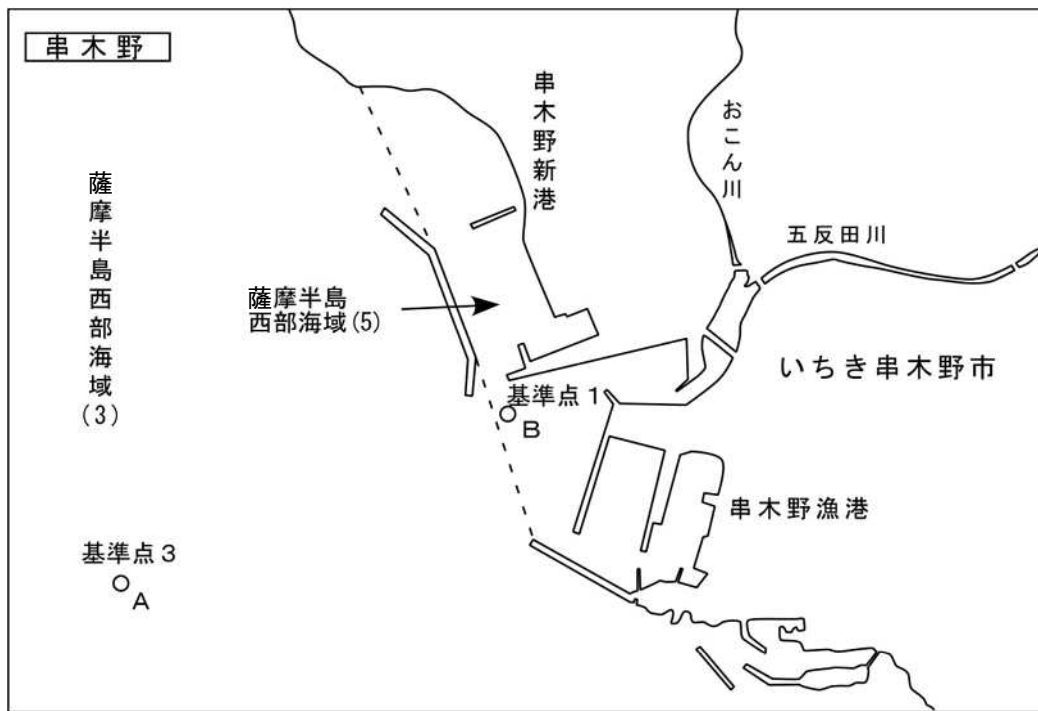 串木野
串木野新港
おこん川
五反田川
薩摩半島西部海域(3)
薩摩半島
西部海域(5)
いちき串木野市
基準点1
B
串木野漁港
基準点3
A